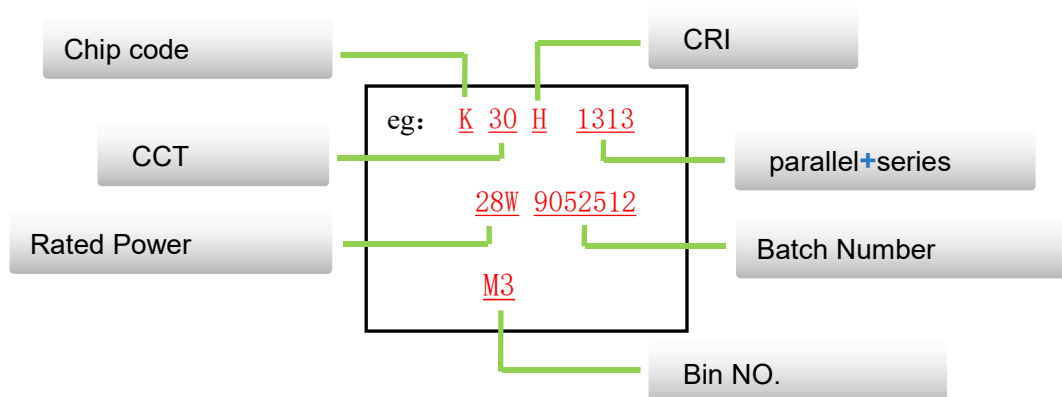 Chip code
CRI
eg: K 30 H 1313
CCT
parallel+series
28W 9052512
Rated Power
Batch Number
M3
Bin NO.